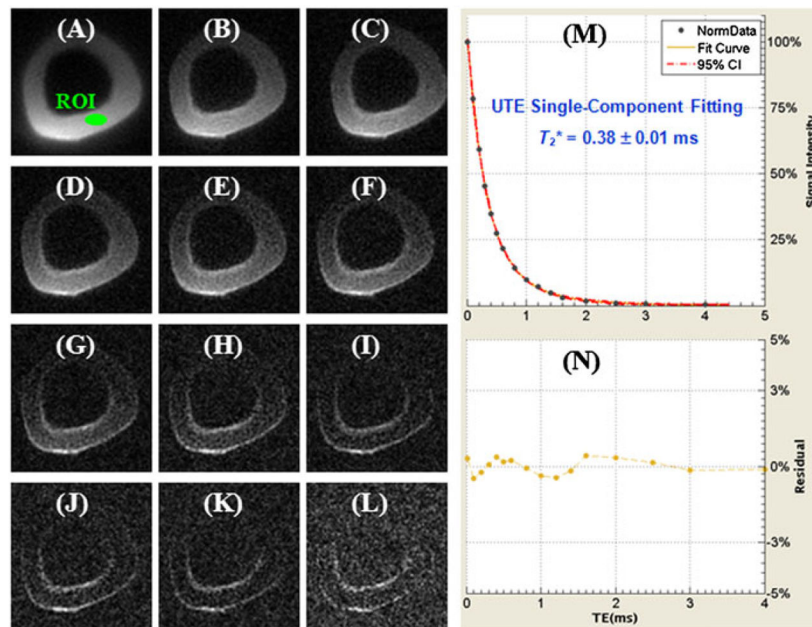 (A)
(B)
(C)
ROI
(D)
(E)
(F)
(G)
(H)
(I)
(J)
(K)
(L)
(M)
NormData
Fit Curve
95% CI
UTE Single-Component Fitting
T₂* = 0.38 ± 0.01 ms
100%
75%
50%
25%
Signal Intensity
0 1 2 3 4 5
(N)
5%
3%
0%
-3%
-5%
Residual
0 1 2 3 4
TE(ms)